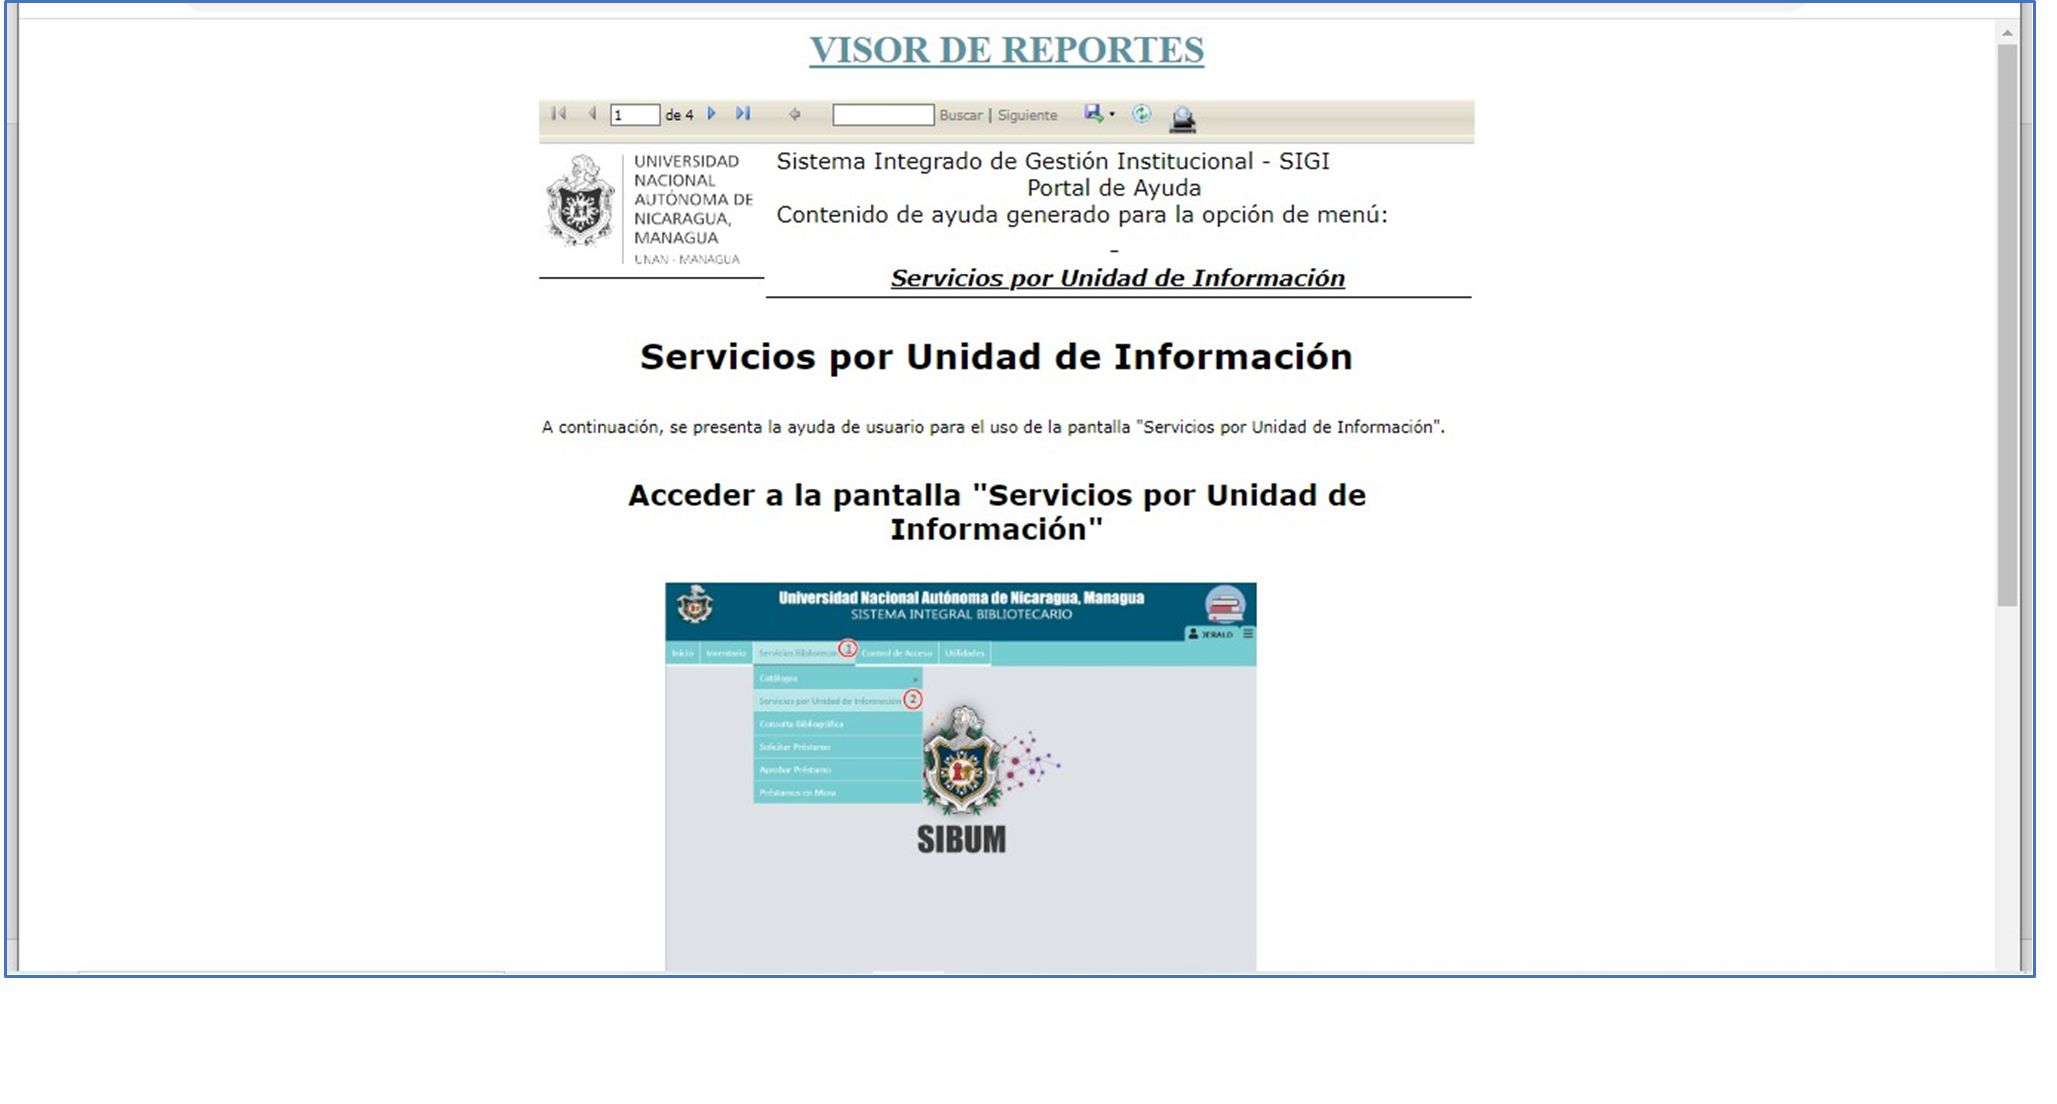 VISOR DE REPORTES
1 de 4 Buscar | Siguiente
UNIVERSIDAD
NACIONAL
AUTÓNOMA DE
NICARAGUA,
MANAGUA
UNAN - MANAGUA
Sistema Integrado de Gestión Institucional - SIGI
Portal de Ayuda
Contenido de ayuda generado para la opción de menú:
-
Servicios por Unidad de Información
Servicios por Unidad de Información
A continuación, se presenta la ayuda de usuario para el uso de la pantalla "Servicios por Unidad de Información".
Acceder a la pantalla "Servicios por Unidad de
Información"
Universidad Nacional Autónoma de Nicaragua, Managua
SISTEMA INTEGRAL BIBLIOTECARIO
JERALD
Inicio Inventario Servicios 1 Control de Acceso Utilidades
Catálogos
Servicios por Unidad de Información 2
Consulta Bibliográfica
Solicitar Préstamo
Aprobar Préstamo
Préstamos en Mora
SIBUM